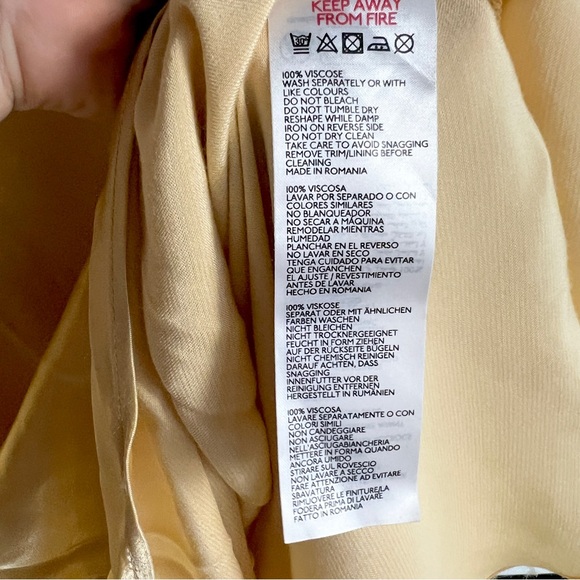 KEEP AWAY
FROM FIRE
30°
100% VISCOSE
WASH SEPARATELY OR WITH
LIKE COLOURS
DO NOT BLEACH
DO NOT TUMBLE DRY
RESHAPE WHILE DAMP
IRON ON REVERSE SIDE
DO NOT DRY CLEAN
TAKE CARE TO AVOID SNAGGING
REMOVE TRIM/LINING BEFORE
CLEANING
MADE IN ROMANIA
100% VISCOSA
LAVAR POR SEPARADO O CON
COLORES SIMILARES
NO BLANQUEADOR
NO SECAR A MÁQUINA
REMODELAR MIENTRAS
HUMEDAD
PLANCHAR EN EL REVERSO
NO LAVAR EN SECO
TENGA CUIDADO PARA EVITAR
QUE ENGANCHEN
EL AJUSTE / REVESTIMIENTO
ANTES DE LAVAR
HECHO EN ROMANIA
100% VISKOSE
SEPARAT ODER MIT ÄHNLICHEN
FARBEN WASCHEN
NICHT BLEICHEN
NICHT TROCKNERGEEIGNET
FEUCHT IN FORM ZIEHEN
AUF DER RÜCKSEITE BÜGELN
NICHT CHEMISCH REINIGEN
DARAUF ACHTEN, DASS
SNAGGING
INNENFUTTER VOR DER
REINIGUNG ENTFERNEN
HERGESTELLT IN RUMÄNIEN
100% VISCOSA
LAVARE SEPARATAMENTE O CON
COLORI SIMILI
NON CANDEGGIARE
NON ASCIUGARE
NELL'ASCIUGABIANCHERIA
METTERE IN FORMA QUANDO
ANCORA UMIDO
STIRARE SUL ROVESCIO
NON LAVARE A SECCO
FARE ATTENZIONE AD EVITARE
SBAVATURA
RIMUOVERE LE FINITURE/LA
FODERA PRIMA DI LAVARE
FATTO IN ROMANIA